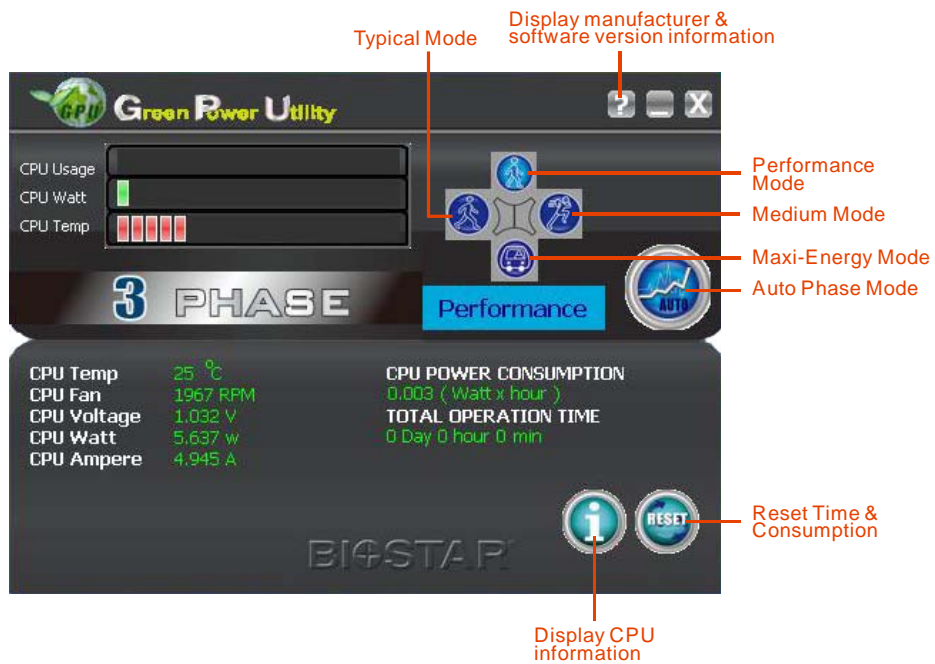 Display manufacturer &
software version information
Typical Mode
GPU
Green Power Utility
?
X
CPU Usage
CPU Watt
CPU Temp
Performance
Mode
Medium Mode
Maxi-Energy Mode
Auto Phase Mode
AUTO
3 PHASE
Performance
CPU Temp 25 °C
CPU Fan 1967 RPM
CPU Voltage 1.032 V
CPU Watt 5.637 w
CPU Ampere 4.945 A
CPU POWER CONSUMPTION
0.003 ( Watt x hour )
TOTAL OPERATION TIME
0 Day 0 hour 0 min
i
RESET
Reset Time &
Consumption
BIOSTAR
Display CPU
information